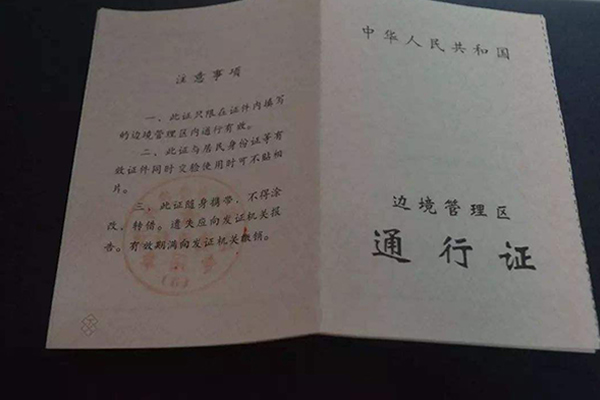 注意事项
一、此证只限在证件内填写
的边境管理区内通行有效。
二、此证与居民身份证等有
效证件同时交验使用时可不贴相
片。
三、此证随身携带,不得涂
改、转借。遗失应向发证机关报
告。有效期满向发证机关缴销。
中华人民共和国
边境管理区
通行证